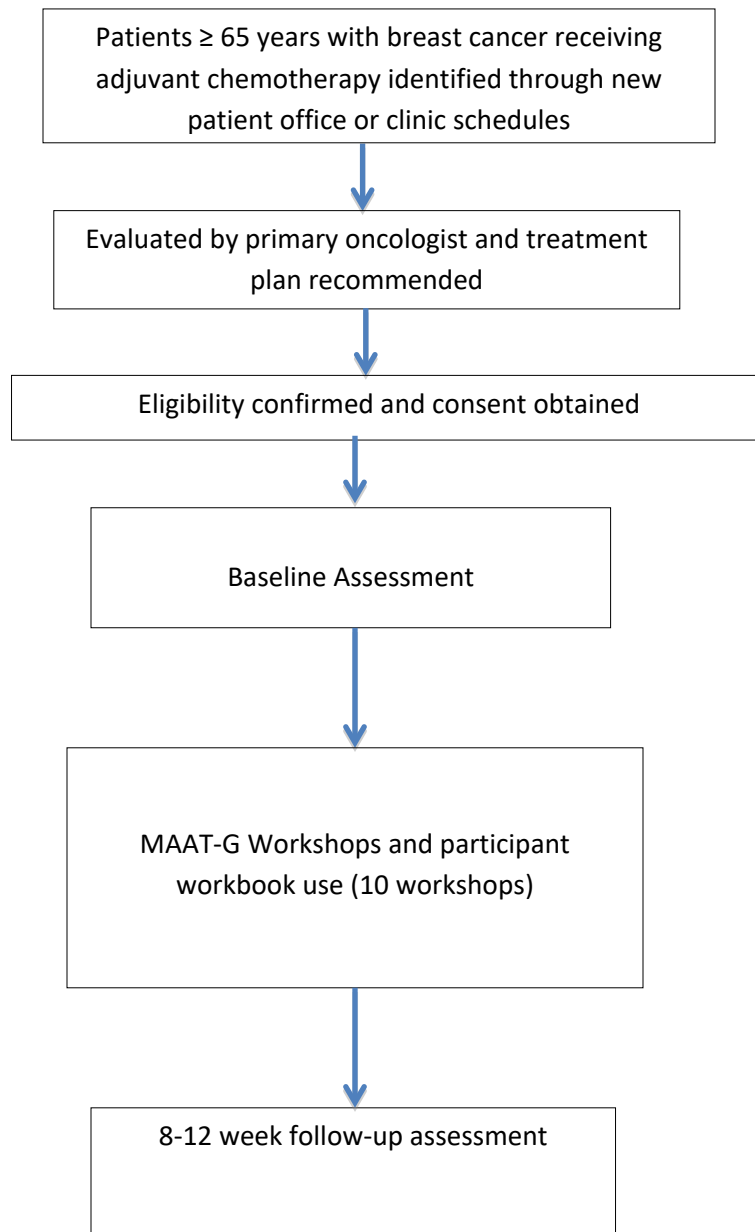 Patients ≥ 65 years with breast cancer receiving
adjuvant chemotherapy identified through new
patient office or clinic schedules
Evaluated by primary oncologist and treatment
plan recommended
Eligibility confirmed and consent obtained
Baseline Assessment
MAAT-G Workshops and participant
workbook use (10 workshops)
8-12 week follow-up assessment